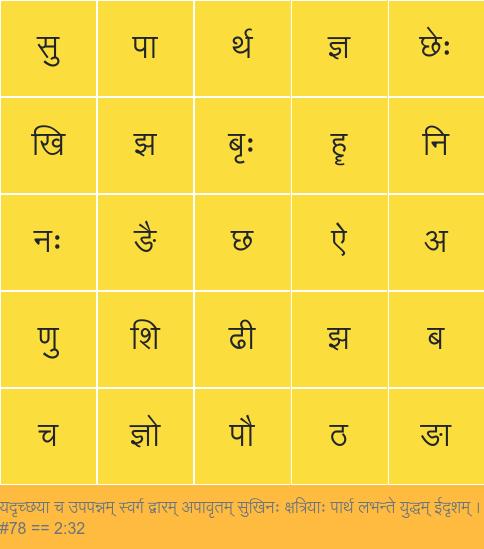 सु पा र्थ ज्ञ छेः
खि झ बृः हॄ नि
नः ङै छ ऐ अ
णु शि ढी झ ब
च ज्ञो पौ ठ ङा
यदृच्छया च उपपन्नम् स्वर्ग द्वारम् अपावृतम् सुखिनः क्षत्रियाः पार्थ लभन्ते युद्धम् ईदृशम् ।
#78 == 2:32